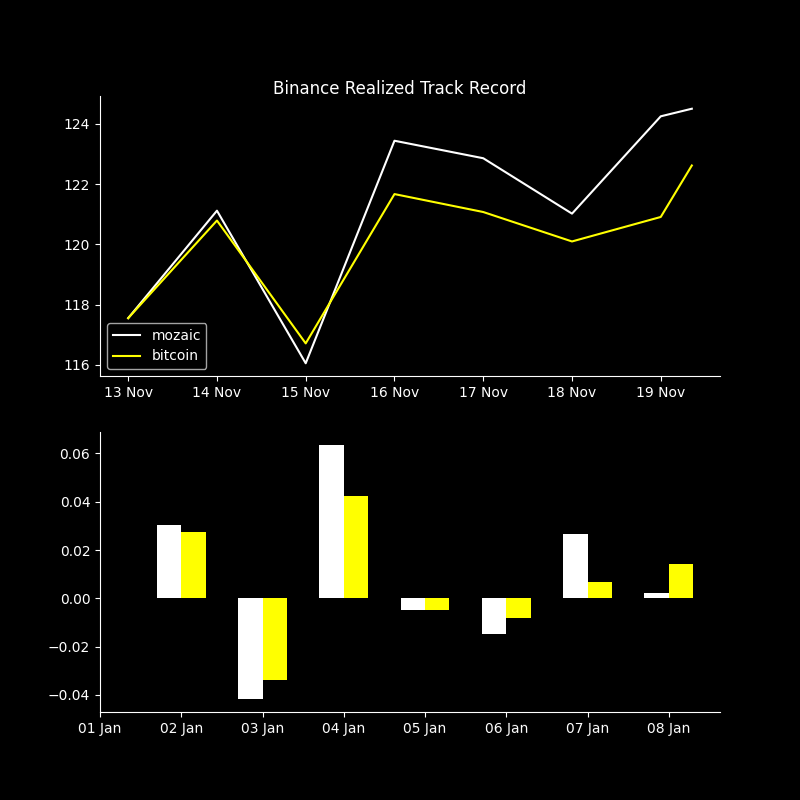 Binance Realized Track Record
124
122
120
118
116
mozaic
bitcoin
13 Nov 14 Nov 15 Nov 16 Nov 17 Nov 18 Nov 19 Nov
0.06
0.04
0.02
0.00
−0.02
−0.04
01 Jan 02 Jan 03 Jan 04 Jan 05 Jan 06 Jan 07 Jan 08 Jan